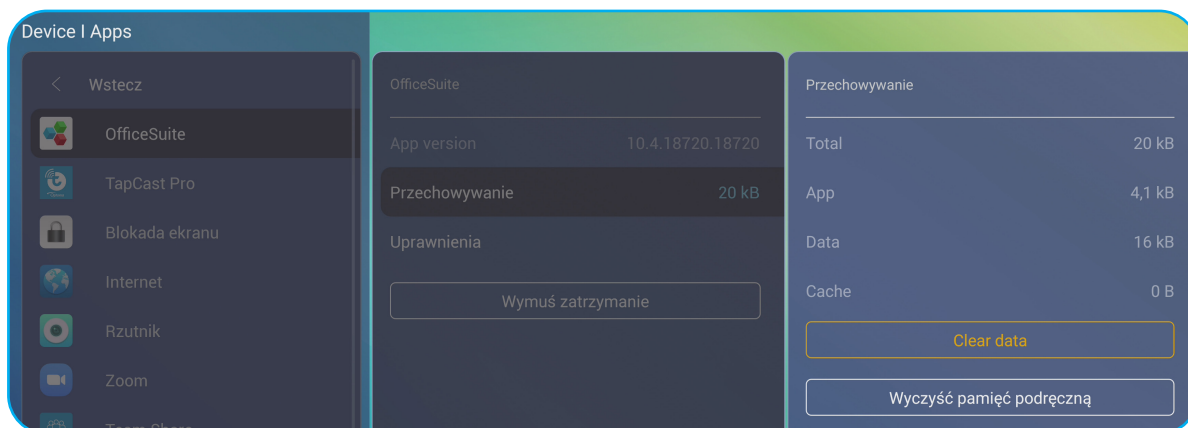 Device I Apps
Wstecz
OfficeSuite
TapCast Pro
Blokada ekranu
Internet
Rzutnik
Zoom
Team Share
OfficeSuite
App version 10.4.18720.18720
Przechowywanie 20 kB
Uprawnienia
Wymuś zatrzymanie
Przechowywanie
Total 20 kB
App 4,1 kB
Data 16 kB
Cache 0 B
Clear data
Wyczyść pamięć podręczną